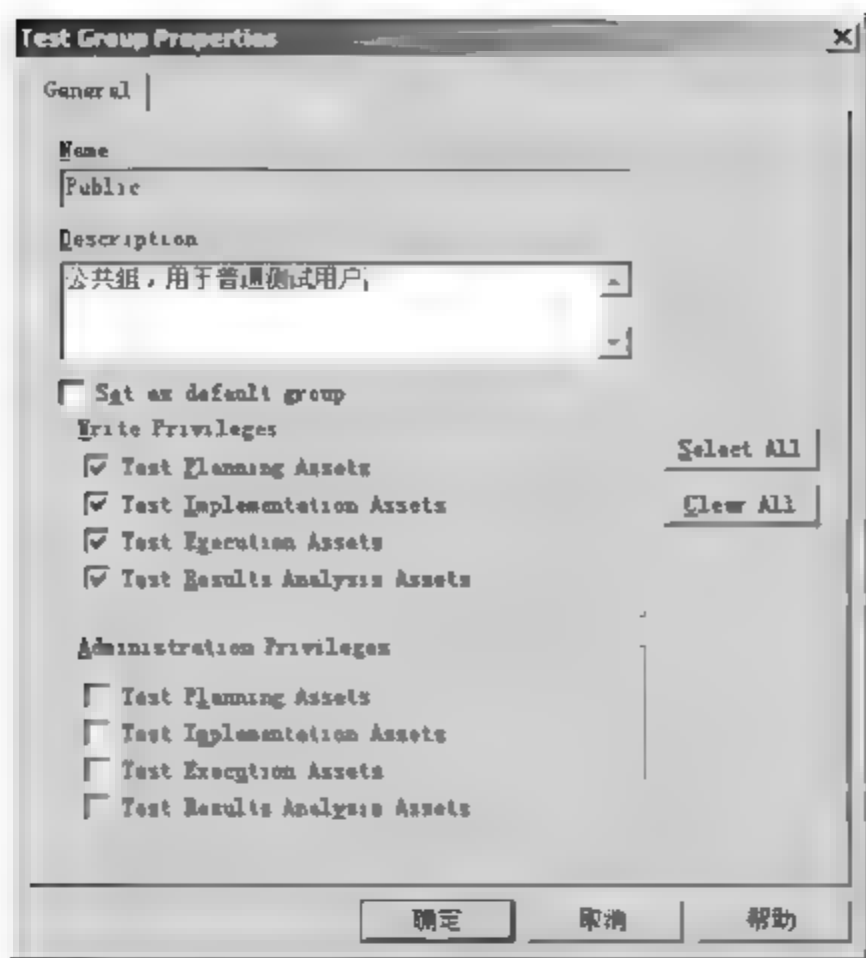 Test Group Properties
General
Name
Public
Description
公共组，用于普通测试用户
Set as default group
Write Privileges
Select All
Test Planning Assets
Test Implementation Assets
Clear All
Test Execution Assets
Test Results Analysis Assets
Administration Privileges
Test Planning Assets
Test Implementation Assets
Test Execution Assets
Test Results Analysis Assets
确定 取消 帮助